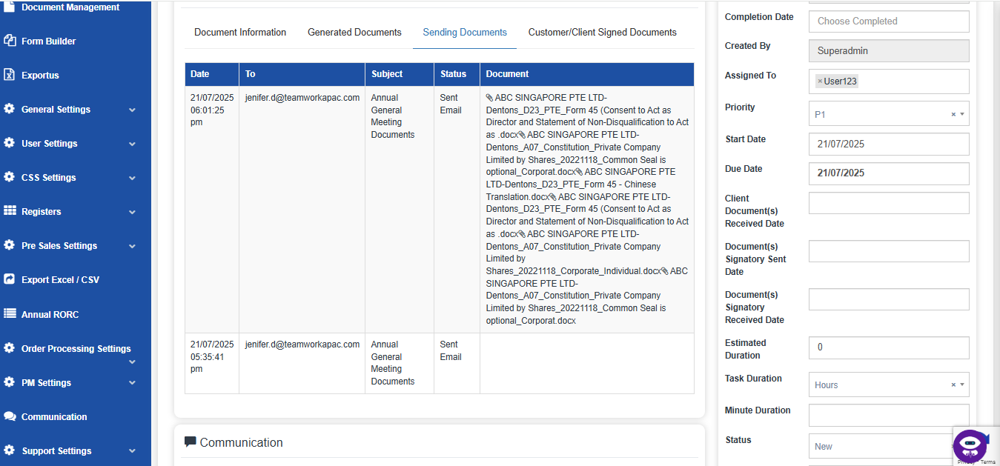 Document Management
Form Builder
Exportus
General Settings
User Settings
CSS Settings
Registers
Pre Sales Settings
Export Excel / CSV
Annual RORC
Order Processing Settings
PM Settings
Communication
Support Settings
Document Information
Generated Documents
Sending Documents
Customer/Client Signed Documents
Date
To
Subject
Status
Document
21/07/2025
06:01:25
pm
jenifer.d@teamworkapac.com
Annual
General
Meeting
Documents
Sent
Email
ABC SINGAPORE PTE LTD-
Dentons_D23_PTE_Form 45 (Consent to Act as
Director and Statement of Non-Disqualification to Act
as .docx ABC SINGAPORE PTE LTD-
Dentons_A07_Constitution_Private Company
Limited by Shares_20221118_Common Seal is
optional_Corporat.docx ABC SINGAPORE PTE
LTD-Dentons_D23_PTE_Form 45 - Chinese
Translation.docx ABC SINGAPORE PTE LTD-
Dentons_D23_PTE_Form 45 (Consent to Act as
Director and Statement of Non-Disqualification to Act
as .docx ABC SINGAPORE PTE LTD-
Dentons_A07_Constitution_Private Company
Limited by
Shares_20221118_Corporate_Individual.docx ABC
SINGAPORE PTE LTD-
Dentons_A07_Constitution_Private Company
Limited by Shares_20221118_Common Seal is
optional_Corporat.docx
21/07/2025
05:35:41
pm
jenifer.d@teamworkapac.com
Annual
General
Meeting
Documents
Sent
Email
Communication
Completion Date
Choose Completed
Created By
Superadmin
Assigned To
× User123
Priority
P1 ×
Start Date
21/07/2025
Due Date
21/07/2025
Client
Document(s)
Received Date
Document(s)
Signatory Sent
Date
Document(s)
Signatory
Received Date
Estimated
Duration
0
Task Duration
Hours ×
Minute Duration
Status
New
Terms